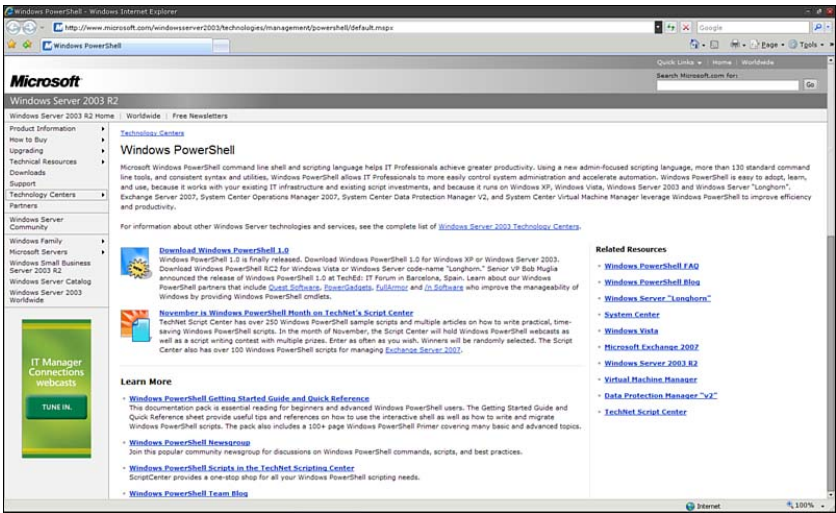 Windows PowerShell - Windows Internet Explorer
http://www.microsoft.com/windowsserver2003/technologies/management/powershell/default.mspx
Google
Windows PowerShell
Page
Tools
Quick Links | Home | Worldwide
Microsoft
Search Microsoft.com for:
Go
Windows Server 2003 R2
Windows Server 2003 R2 Home | Worldwide | Free Newsletters
Product Information
How to Buy
Upgrading
Technical Resources
Downloads
Support
Technology Centers
Partners
Windows Server
Community
Windows Family
Microsoft Servers
Windows Small Business
Server 2003 R2
Windows Server Catalog
Windows Server 2003
Worldwide
IT Manager
Connections
webcasts
TUNE IN.
Technology Centers
Windows PowerShell
Microsoft Windows PowerShell command line shell and scripting language helps IT Professionals achieve greater productivity. Using a new admin-focused scripting language, more than 130 standard command
line tools, and consistent syntax and utilities, Windows PowerShell allows IT Professionals to more easily control system administration and accelerate automation. Windows PowerShell is easy to adopt, learn,
and use, because it works with your existing IT infrastructure and existing script investments, and because it runs on Windows XP, Windows Vista, Windows Server 2003 and Windows Server "Longhorn".
Exchange Server 2007, System Center Operations Manager 2007, System Center Data Protection Manager V2, and System Center Virtual Machine Manager leverage Windows PowerShell to improve efficiency
and productivity.
For information about other Windows Server technologies and services, see the complete list of Windows Server 2003 Technology Centers.
Download Windows PowerShell 1.0
Windows PowerShell 1.0 is finally released. Download Windows PowerShell 1.0 for Windows XP or Windows Server 2003.
Download Windows PowerShell RC2 for Windows Vista or Windows Server code-name "Longhorn." Senior VP Bob Muglia
announced the release of Windows PowerShell 1.0 at TechEd: IT Forum in Barcelona, Spain. Learn about our Windows
PowerShell partners that include Quest Software, PowerGadgets, FullArmor and /n Software who improve the manageability of
Windows by providing Windows PowerShell cmdlets.
November is Windows PowerShell Month on TechNet's Script Center
TechNet Script Center has over 250 Windows PowerShell sample scripts and multiple articles on how to write practical, time-
saving Windows PowerShell scripts. In the month of November, the Script Center will hold Windows PowerShell webcasts as
well as a script writing contest with multiple prizes. Enter as often as you wish. Winners will be randomly selected. The Script
Center also has over 100 Windows PowerShell scripts for managing Exchange Server 2007.
Learn More
Windows PowerShell Getting Started Guide and Quick Reference
This documentation pack is essential reading for beginners and advanced Windows PowerShell users. The Getting Started Guide and
Quick Reference sheet provide useful tips and references on how to use the interactive shell as well as how to write and migrate
Windows PowerShell scripts. The pack also includes a 100+ page Windows PowerShell Primer covering many basic and advanced topics.
Windows PowerShell Newsgroup
Join this popular community newsgroup for discussions on Windows PowerShell commands, scripts, and best practices.
Windows PowerShell Scripts in the TechNet Scripting Center
ScriptCenter provides a one-stop shop for all your Windows PowerShell scripting needs.
Windows PowerShell Team Blog
Related Resources
Windows PowerShell FAQ
Windows PowerShell Blog
Windows Server "Longhorn"
System Center
Windows Vista
Microsoft Exchange 2007
Windows Server 2003 R2
Virtual Machine Manager
Data Protection Manager "v2"
TechNet Script Center
Internet
100%